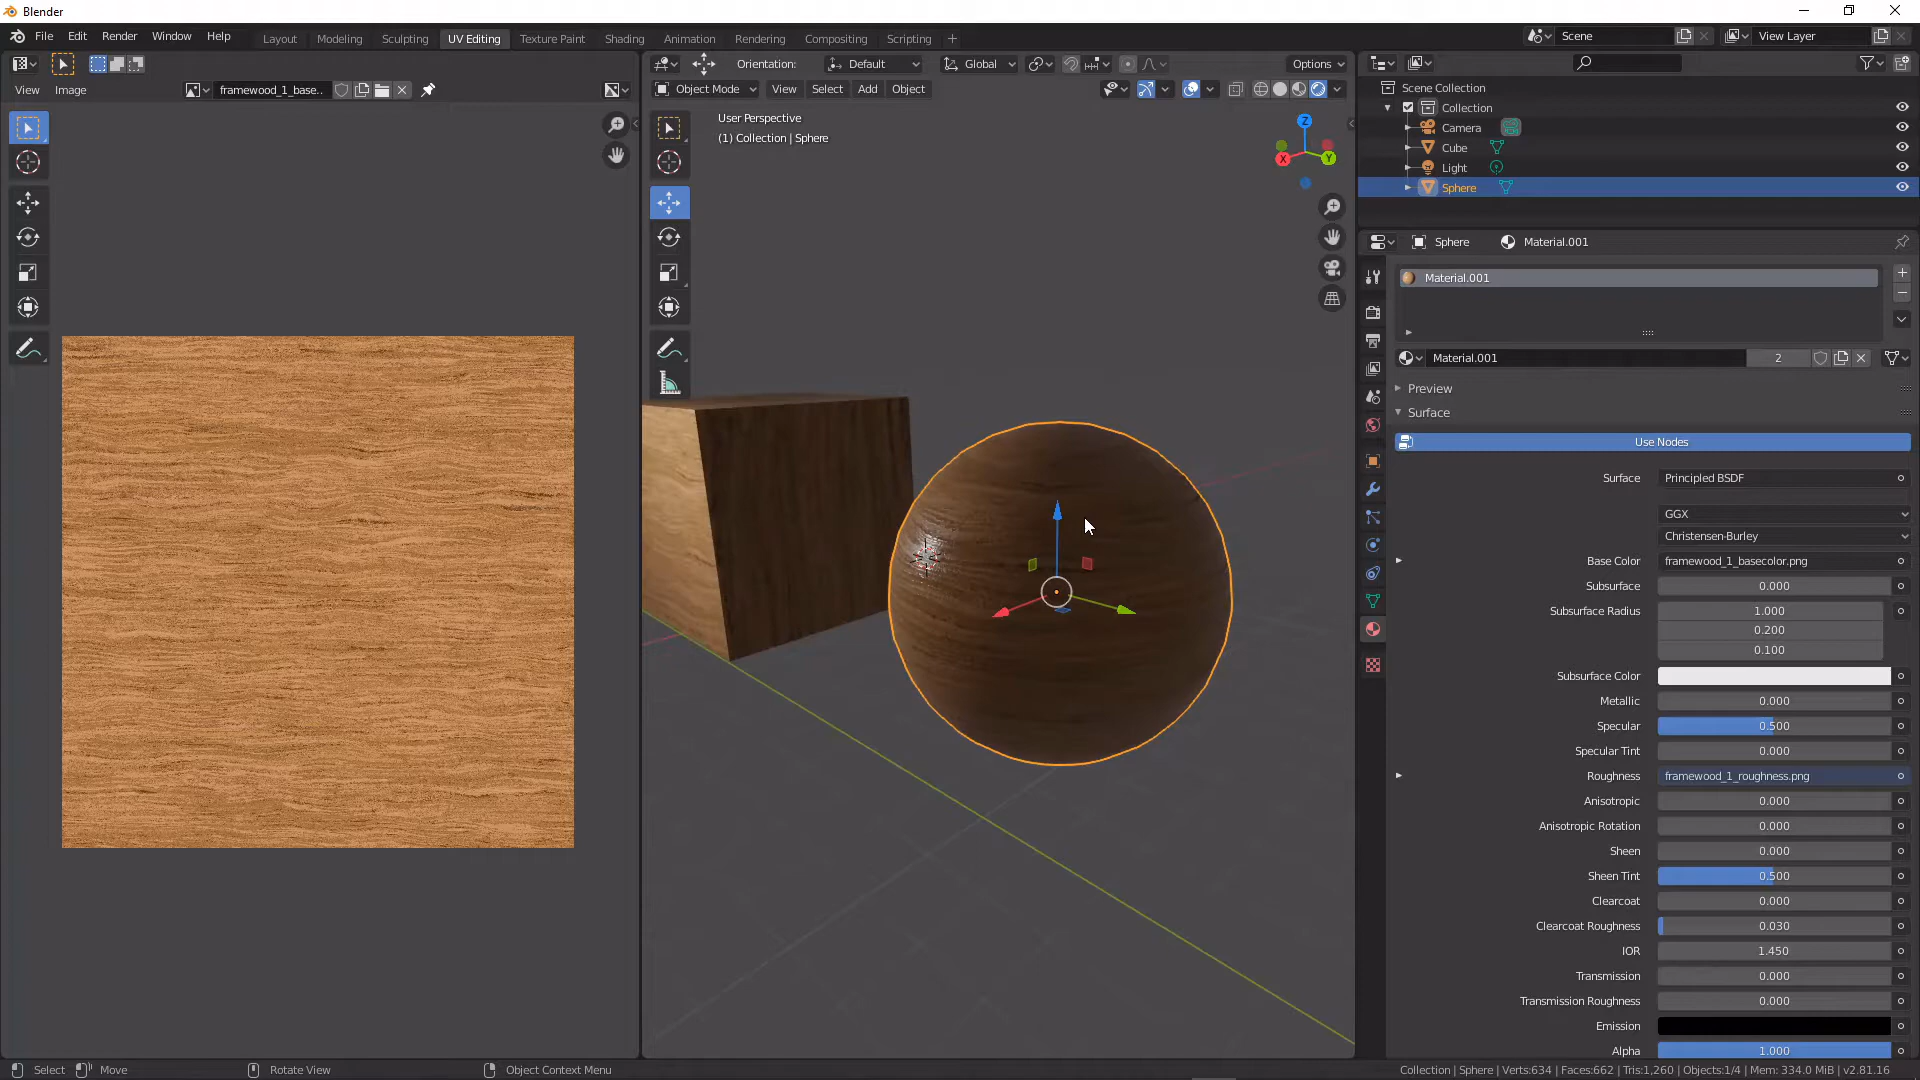 Blender
File Edit Render Window Help
Layout Modeling Sculpting UV Editing Texture Paint Shading Animation Rendering Compositing Scripting
Scene
View Layer
Orientation: Default Global Options
View Image framewood_1_base..
Object Mode View Select Add Object
User Perspective
(1) Collection | Sphere
Z
X
Y
Scene Collection
Collection
Camera
Cube
Light
Sphere
Sphere Material.001
Material.001
Material.001 2
Preview
Surface
Use Nodes
Surface Principled BSDF
GGX
Christensen-Burley
Base Color framewood_1_basecolor.png
Subsurface 0.000
Subsurface Radius 1.000
0.200
0.100
Subsurface Color
Metallic 0.000
Specular 0.500
Specular Tint 0.000
Roughness framewood_1_roughness.png
Anisotropic 0.000
Anisotropic Rotation 0.000
Sheen 0.000
Sheen Tint 0.500
Clearcoat 0.000
Clearcoat Roughness 0.030
IOR 1.450
Transmission 0.000
Transmission Roughness 0.000
Emission
Alpha 1.000
Select Move Rotate View Object Context Menu
Collection | Sphere | Verts:634 | Faces:662 | Tris:1,260 | Objects:1/4 | Mem: 334.0 MiB | v2.81.16